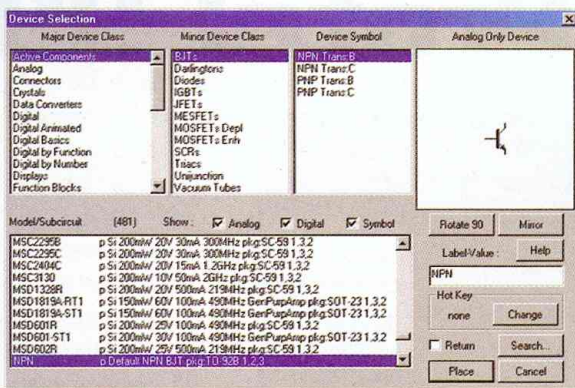 Device Selection
Major Device Class
Minor Device Class
Device Symbol
Analog Only Device
Active Components
Analog
Connectors
Crystals
Data Converters
Digital
Digital Animated
Digital Basics
Digital by Function
Digital by Number
Displays
Function Blocks
BJTs
Darlingtons
Diodes
IGBTs
JFETs
MESFETs
MOSFETs Depl
MOSFETs Enh
SCRs
Triacs
Unijunction
Vacuum Tubes
NPN Trans:B
NPN Trans:C
PNP Trans:B
PNP Trans:C
Model/Subcircuit (481) Show : Analog Digital Symbol
MSC2295B p Si 200mW 20V 30mA 300MHz pkg:SC-59 1,3,2
MSC2295C p Si 200mW 20V 30mA 300MHz pkg:SC-59 1,3,2
MSC2404C p Si 200mW 20V 15mA 1.2GHz pkg:SC-59 1,3,2
MSC3130 p Si 200mW 10V 50mA 2GHz pkg:SC-59 1,3,2
MSD1328R p Si 200mW 20V 500mA 219MHz pkg:SC-59 1,3,2
MSD1819A-RT1 p Si 150mW 60V 100mA 490MHz GenPurpAmp pkg:SOT-23 1,3,2
MSD1819A-ST1 p Si 150mW 60V 100mA 490MHz GenPurpAmp pkg:SOT-23 1,3,2
MSD601R p Si 200mW 25V 100mA 490MHz pkg:SC-59 1,3,2
MSD601-ST1 p Si 200mW 30V 100mA 490MHz GenPurpAmp pkg:SOT-23 1,3,2
MSD602R p Si 200mW 25V 500mA 219MHz pkg:SC-59 1,3,2
NPN p Default NPN BJT pkg:TO-92B 1,2,3
Rotate 90 Mirror
Label-Value : Help
NPN
Hot Key
none Change
Return Search...
Place Cancel